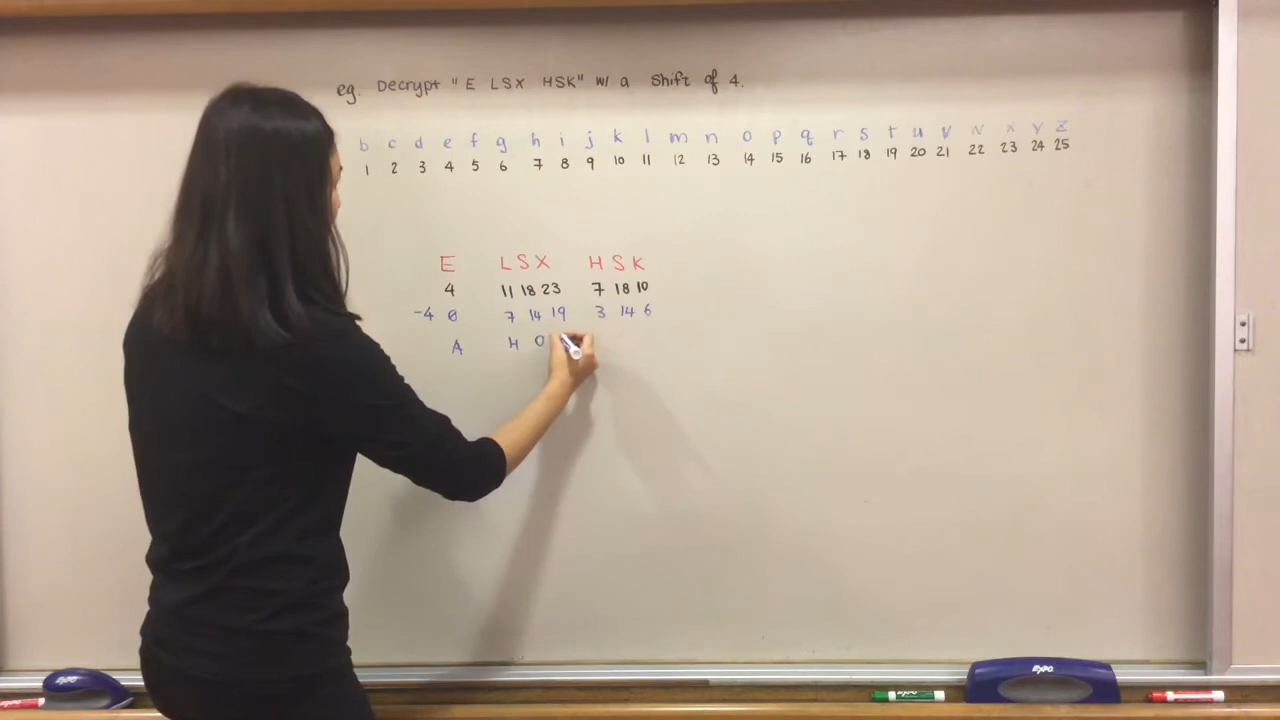 eg. Decrypt "E LSX HSK" w/ a shift of 4.
b c d e f g h i j k l m n o p q r s t u v w x y z
1 2 3 4 5 6 7 8 9 10 11 12 13 14 15 16 17 18 19 20 21 22 23 24 25
E LSX HSK
4 11 18 23 7 18 10
-4 0 7 14 19 3 14 6
A H O
EXPO
EXPO